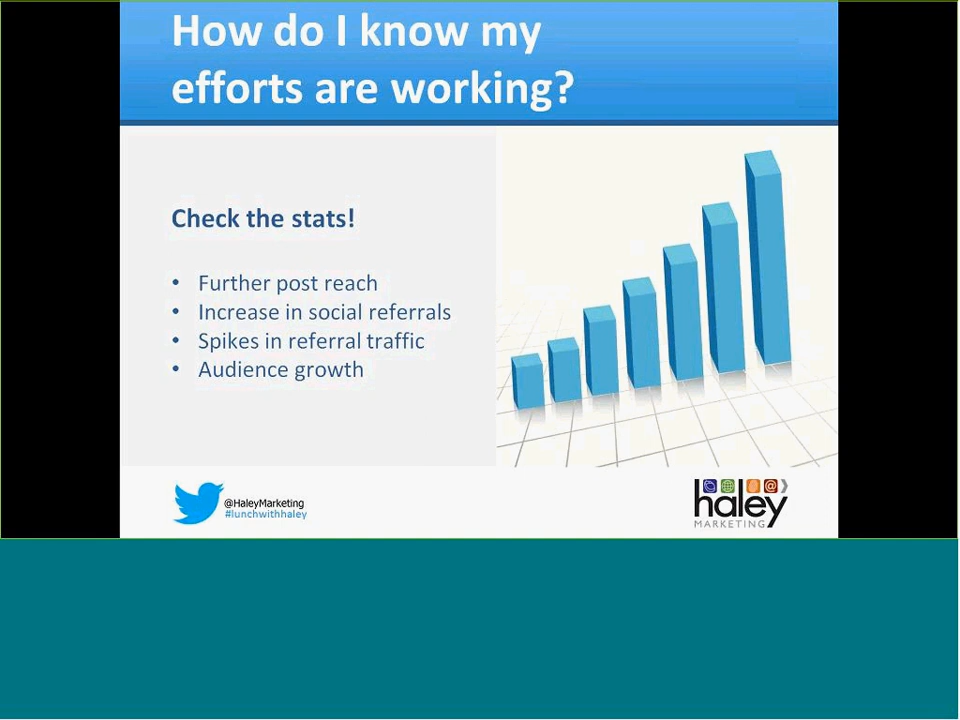 How do I know my
efforts are working?
Check the stats!
• Further post reach
• Increase in social referrals
• Spikes in referral traffic
• Audience growth
@HaleyMarketing
#lunchwithhaley
haley
MARKETING